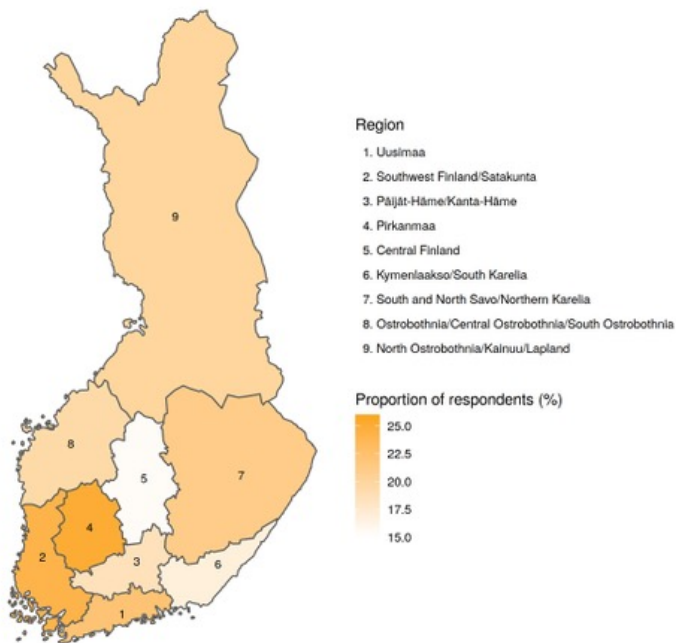 Region
1. Uusimaa
2. Southwest Finland/Satakunta
3. Päijät-Häme/Kanta-Häme
4. Pirkanmaa
5. Central Finland
6. Kymenlaakso/South Karelia
7. South and North Savo/Northern Karelia
8. Ostrobothnia/Central Ostrobothnia/South Ostrobothnia
9. North Ostrobothnia/Kainuu/Lapland
Proportion of respondents (%)
25.0
22.5
20.0
17.5
15.0
9
8
5
7
4
2
3
6
1